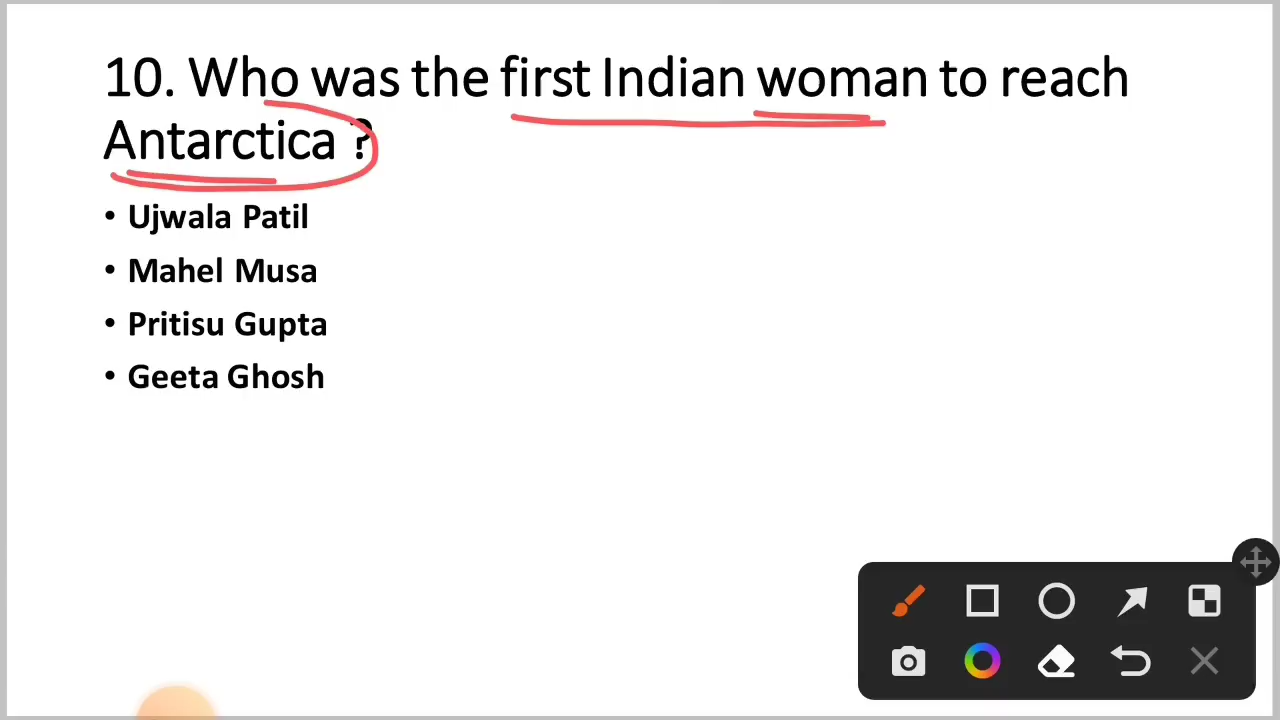 10. Who was the first Indian woman to reach
Antarctica ?
• Ujwala Patil
• Mahel Musa
• Pritisu Gupta
• Geeta Ghosh